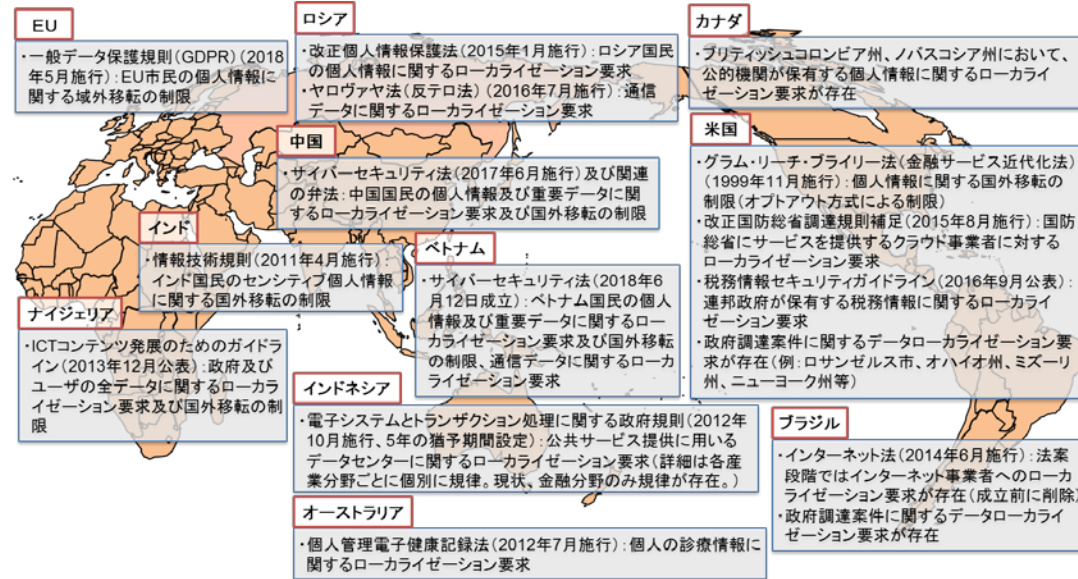 EU
・一般データ保護規則(GDPR)(2018
年5月施行):EU市民の個人情報に
関する域外移転の制限
ロシア
・改正個人情報保護法(2015年1月施行):ロシア国民
の個人情報に関するローカライゼーション要求
・ヤロヴァヤ法(反テロ法)(2016年7月施行):通信
データに関するローカライゼーション要求
カナダ
・ブリティッシュコロンビア州、ノバスコシア州において、
公的機関が保有する個人情報に関するローカライ
ゼーション要求が存在
中国
・サイバーセキュリティ法(2017年6月施行)及び関連
の弁法:中国国民の個人情報及び重要データに関
するローカライゼーション要求及び国外移転の制限
米国
・グラム・リーチ・ブライリー法(金融サービス近代化法)
(1999年11月施行):個人情報に関する国外移転の
制限(オプトアウト方式による制限)
・改正国防総省調達規則補足(2015年8月施行):国防
総省にサービスを提供するクラウド事業者に対する
ローカライゼーション要求
・税務情報セキュリティガイドライン(2016年9月公表):
連邦政府が保有する税務情報に関するローカライ
ゼーション要求
・政府調達案件に関するデータローカライゼーション要
求が存在(例:ロサンゼルス市、オハイオ州、ミズーリ
州、ニューヨーク州等)
インド
・情報技術規則(2011年4月施行):
インド国民のセンシティブ個人情報
に関する国外移転の制限
ベトナム
・サイバーセキュリティ法(2018年6
月12日成立):ベトナム国民の個人
情報及び重要データに関するロー
カライゼーション要求及び国外移転
の制限、通信データに関するローカ
ライゼーション要求
ナイジェリア
・ICTコンテンツ発展のためのガイドラ
イン(2013年12月公表):政府及び
ユーザの全データに関するローカラ
イゼーション要求及び国外移転の制
限
インドネシア
・電子システムとトランザクション処理に関する政府規則(2012年
10月施行、5年の猶予期間設定):公共サービス提供に用いる
データセンターに関するローカライゼーション要求(詳細は各産
業分野ごとに個別に規律。現状、金融分野のみ規律が存在。)
ブラジル
・インターネット法(2014年6月施行):法案
段階ではインターネット事業者へのローカ
ライゼーション要求が存在(成立前に削除)
・政府調達案件に関するデータローカライ
ゼーション要求が存在
オーストラリア
・個人管理電子健康記録法(2012年7月施行):個人の診療情報に
関するローカライゼーション要求